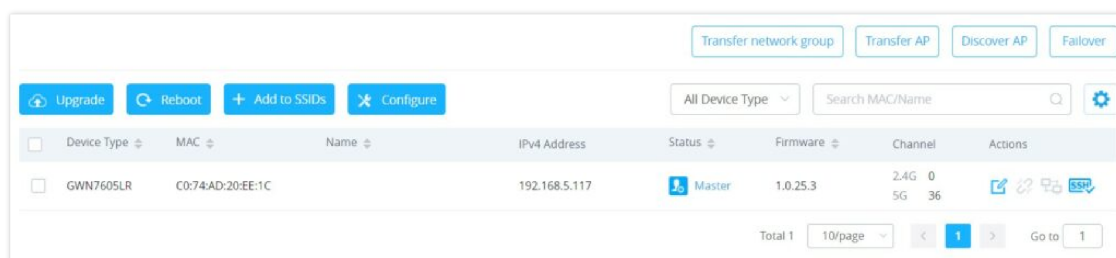 Transfer network group Transfer AP Discover AP Failover
Upgrade Reboot + Add to SSIDs Configure All Device Type Search MAC/Name
Device Type MAC Name IPv4 Address Status Firmware Channel Actions
GWN7605LR C0:74:AD:20:EE:1C 192.168.5.117 Master 1.0.25.3 2.4G 0
5G 36
SSH
Total 1 10/page < 1 > Go to 1